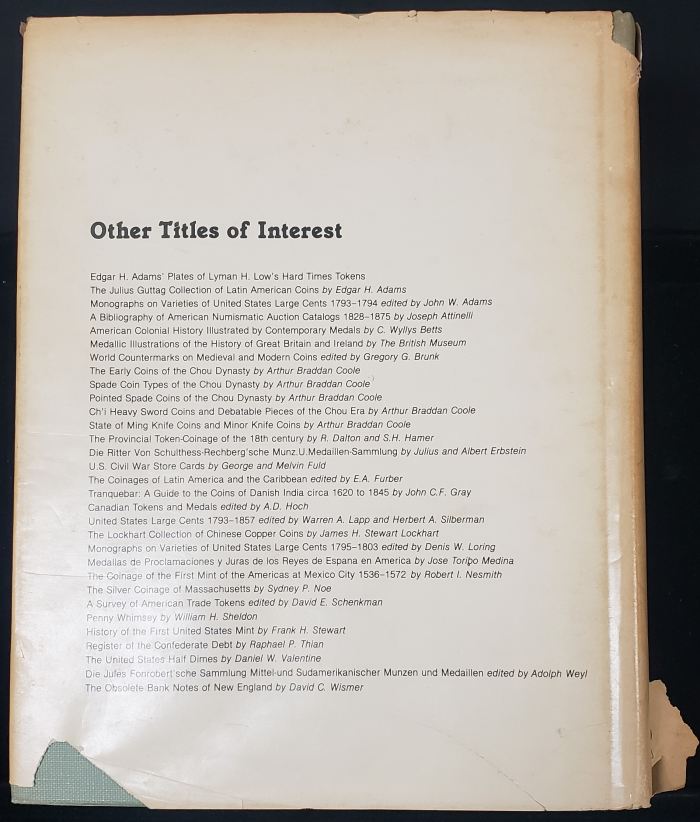 Other Titles of Interest
Edgar H. Adams' Plates of Lyman H. Low's Hard Times Tokens
The Julius Guttag Collection of Latin American Coins by Edgar H. Adams
Monographs on Varieties of United States Large Cents 1793–1794 edited by John W. Adams
A Bibliography of American Numismatic Auction Catalogs 1828–1875 by Joseph Attinelli
American Colonial History Illustrated by Contemporary Medals by C. Wyllys Betts
Medallic Illustrations of the History of Great Britain and Ireland by The British Museum
World Countermarks on Medieval and Modern Coins edited by Gregory G. Brunk
The Early Coins of the Chou Dynasty by Arthur Braddan Coole
Spade Coin Types of the Chou Dynasty by Arthur Braddan Coole
Pointed Spade Coins of the Chou Dynasty by Arthur Braddan Coole
Ch'i Heavy Sword Coins and Debatable Pieces of the Chou Era by Arthur Braddan Coole
State of Ming Knife Coins and Minor Knife Coins by Arthur Braddan Coole
The Provincial Token-Coinage of the 18th century by R. Dalton and S.H. Hamer
Die Ritter Von Schulthess-Rechberg'sche Munz.U.Medaillen-Sammlung by Julius and Albert Erbstein
U.S. Civil War Store Cards by George and Melvin Fuld
The Coinages of Latin America and the Caribbean edited by E.A. Furber
Tranquebar: A Guide to the Coins of Danish India circa 1620 to 1845 by John C.F. Gray
Canadian Tokens and Medals edited by A.D. Hoch
United States Large Cents 1793–1857 edited by Warren A. Lapp and Herbert A. Silberman
The Lockhart Collection of Chinese Copper Coins by James H. Stewart Lockhart
Monographs on Varieties of United States Large Cents 1795–1803 edited by Denis W. Loring
Medallas de Proclamaciones y Juras de los Reyes de Espana en America by Jose Toribo Medina
The Coinage of the First Mint of the Americas at Mexico City 1536–1572 by Robert I. Nesmith
The Silver Coinage of Massachusetts by Sydney P. Noe
A Survey of American Trade Tokens edited by David E. Schenkman
Penny Whimsey by William H. Sheldon
History of the First United States Mint by Frank H. Stewart
Register of the Confederate Debt by Raphael P. Thian
The United States Half Dimes by Daniel W. Valentine
Die Jules Fonrobert'sche Sammlung Mittel-und Sudamerikanischer Munzen und Medaillen edited by Adolph Weyl
The Obsolete Bank Notes of New England by David C. Wismer